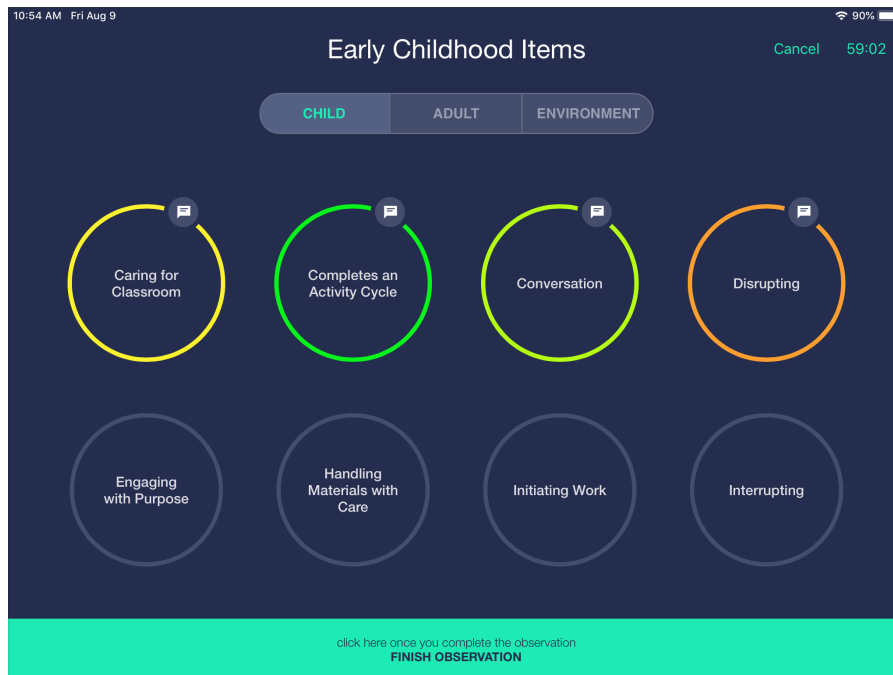 10:54 AM Fri Aug 9
90%
Early Childhood Items
Cancel
59:02
CHILD
ADULT
ENVIRONMENT
Caring for
Classroom
Completes an
Activity Cycle
Conversation
Disrupting
Engaging
with Purpose
Handling
Materials with
Care
Initiating Work
Interrupting
click here once you complete the observation
FINISH OBSERVATION